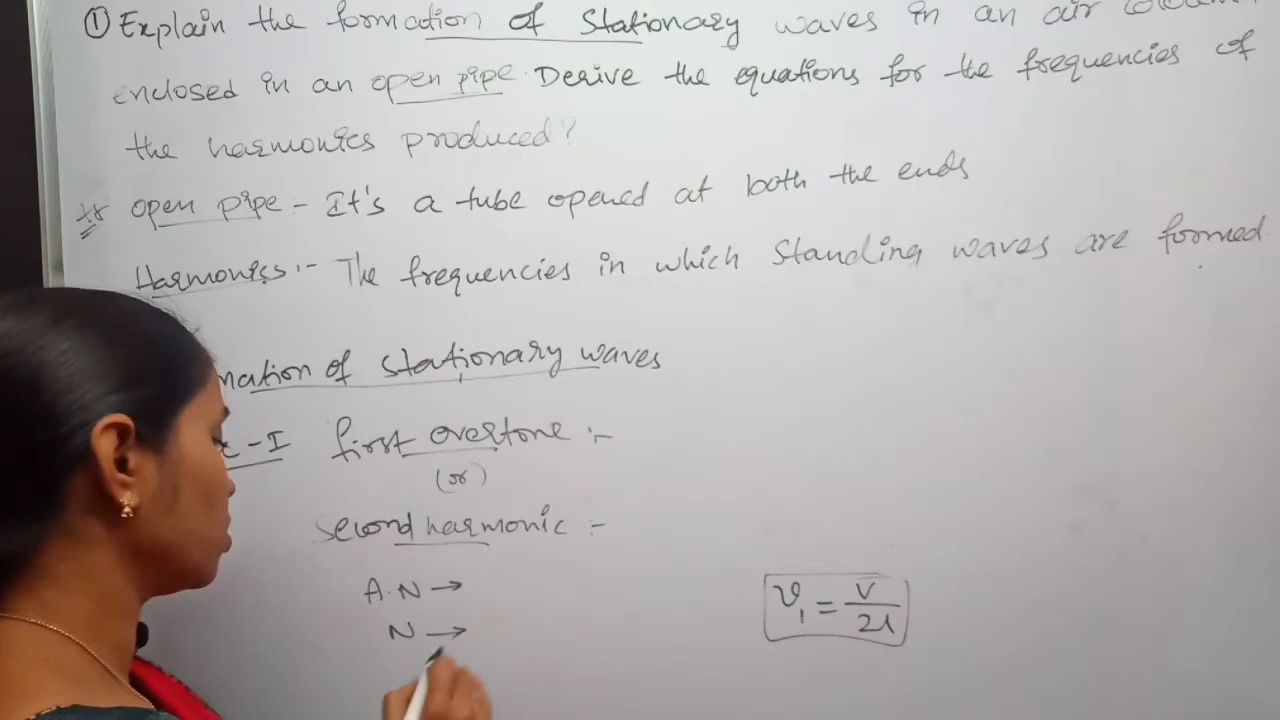 ① Explain the formation of Stationary waves in an air
enclosed in an open pipe. Derive the equations for the frequencies of
the harmonics produced?
open pipe :- It's a tube opened at both the ends
Harmonics :- The frequencies in which Standing waves are formed
mation of stationary waves
-I first overtone :-
(or)
second harmonic :-
A.N →
N →
ν₁ = v/2l